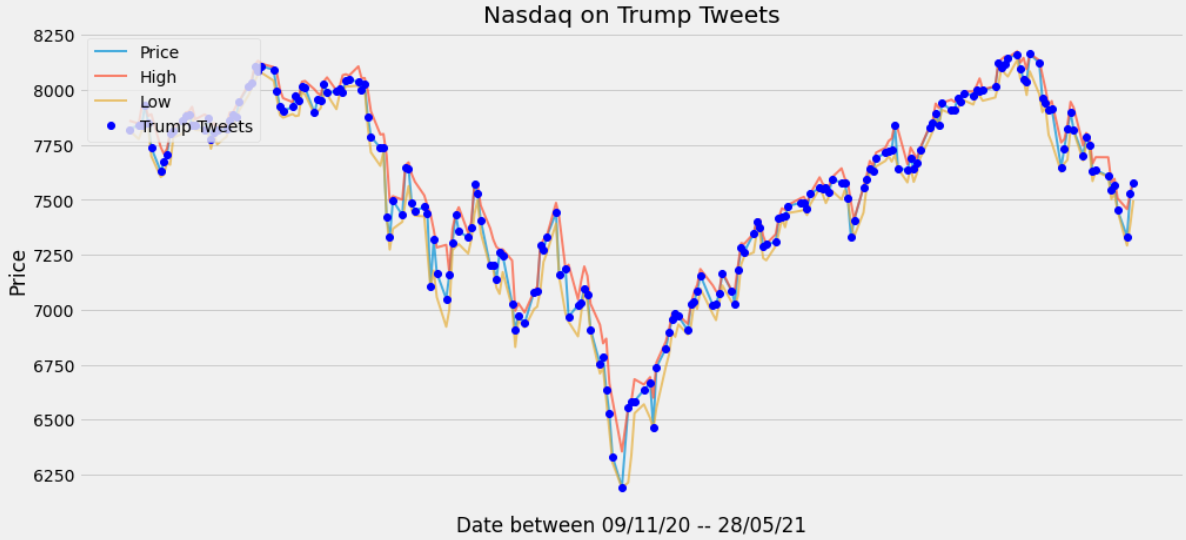 Nasdaq on Trump Tweets
8250
8000
7750
7500
7250
7000
6750
6500
6250
Price
Price
High
Low
Trump Tweets
Date between 09/11/20 -- 28/05/21